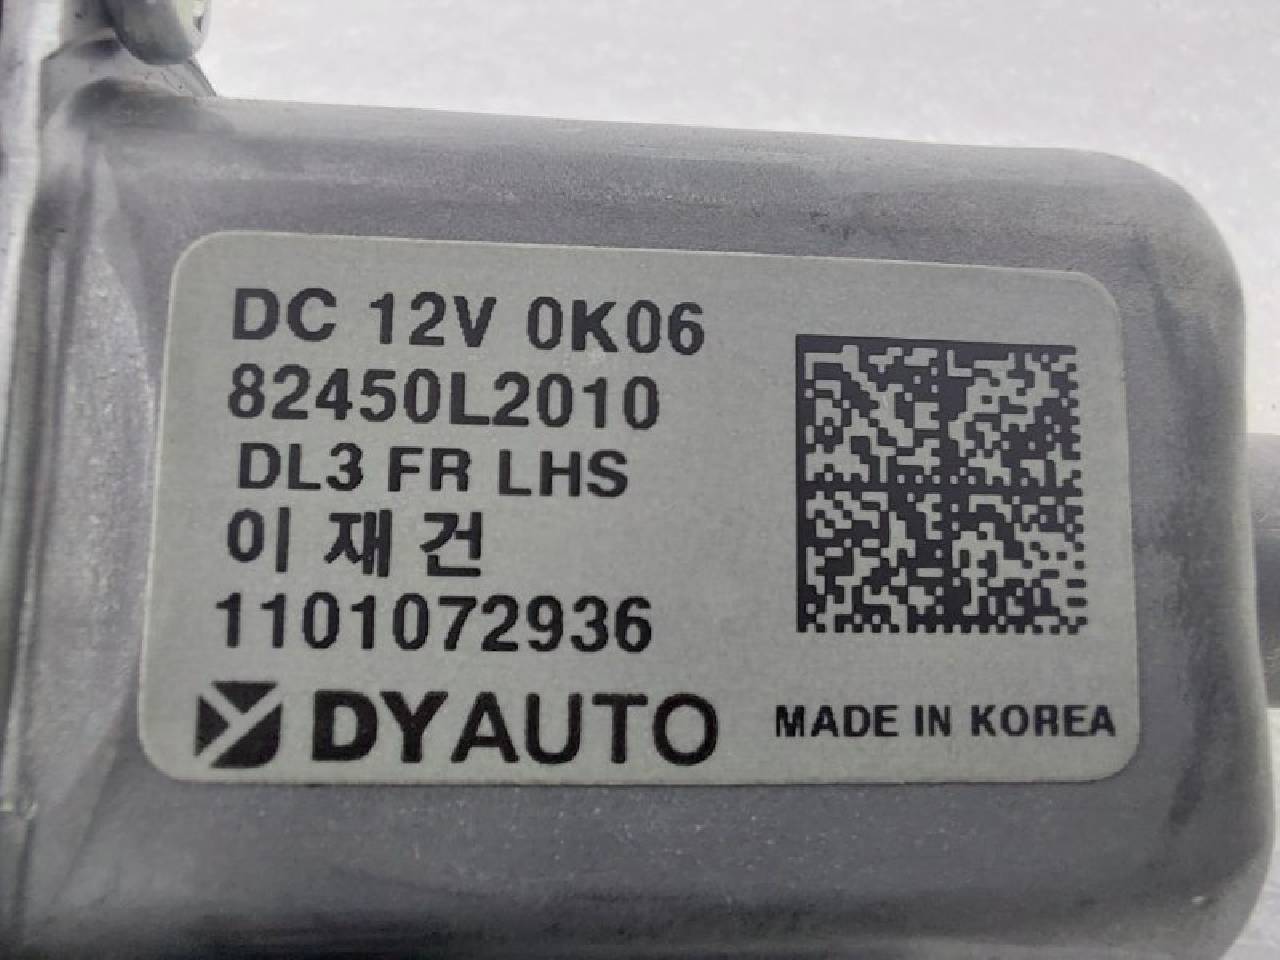 DC 12V 0K06
82450L2010
DL3 FR LHS
이 재 건
1101072936
DYAUTO
MADE IN KOREA